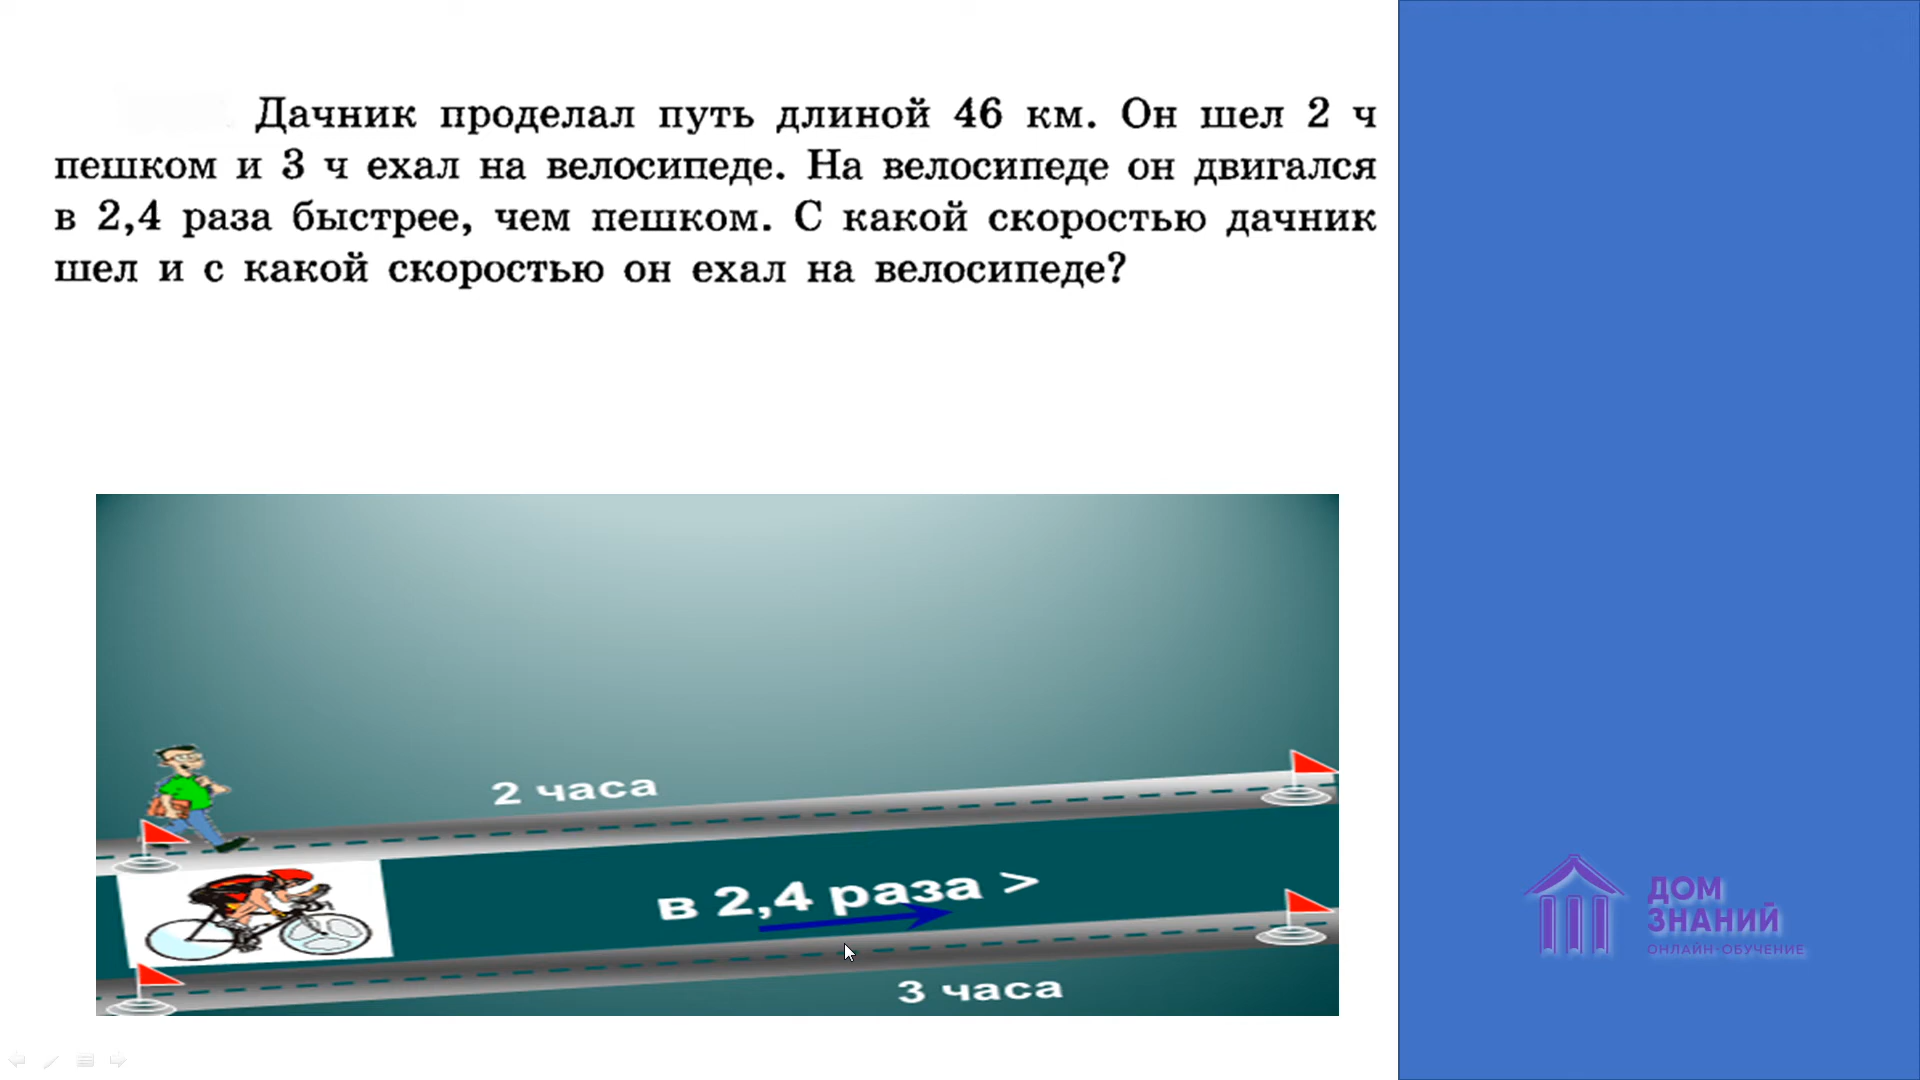 Дачник проделал путь длиной 46 км. Он шел 2 ч
пешком и 3 ч ехал на велосипеде. На велосипеде он двигался
в 2,4 раза быстрее, чем пешком. С какой скоростью дачник
шел и с какой скоростью он ехал на велосипеде?
2 часа
в 2,4 раза >
3 часа
ДОМ
ЗНАНИЙ
ОНЛАЙН-ОБУЧЕНИЕ